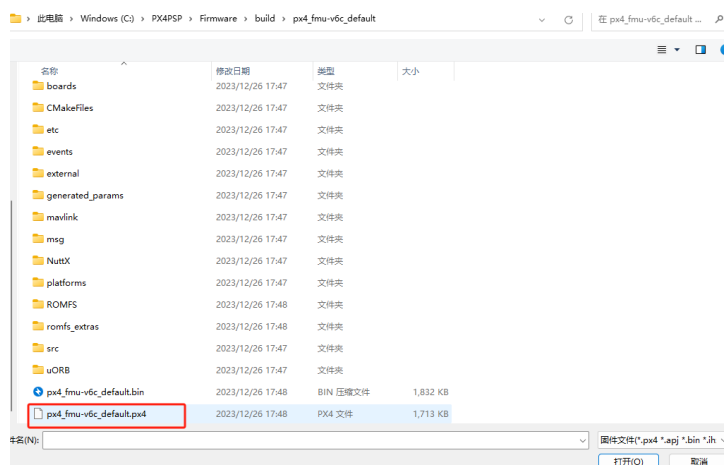 此电脑 > Windows (C:) > PX4PSP > Firmware > build > px4_fmu-v6c_default
在 px4_fmu-v6c_default ...
名称 修改日期 类型 大小
boards 2023/12/26 17:47 文件夹
CMakeFiles 2023/12/26 17:47 文件夹
etc 2023/12/26 17:47 文件夹
events 2023/12/26 17:47 文件夹
external 2023/12/26 17:47 文件夹
generated_params 2023/12/26 17:47 文件夹
mavlink 2023/12/26 17:47 文件夹
msg 2023/12/26 17:47 文件夹
NuttX 2023/12/26 17:47 文件夹
platforms 2023/12/26 17:47 文件夹
ROMFS 2023/12/26 17:48 文件夹
romfs_extras 2023/12/26 17:48 文件夹
src 2023/12/26 17:47 文件夹
uORB 2023/12/26 17:47 文件夹
px4_fmu-v6c_default.bin 2023/12/26 17:48 BIN 压缩文件 1,832 KB
px4_fmu-v6c_default.px4 2023/12/26 17:48 PX4 文件 1,713 KB
件名(N): 固件文件(*.px4 *.apj *.bin *.ih
打开(O) 取消